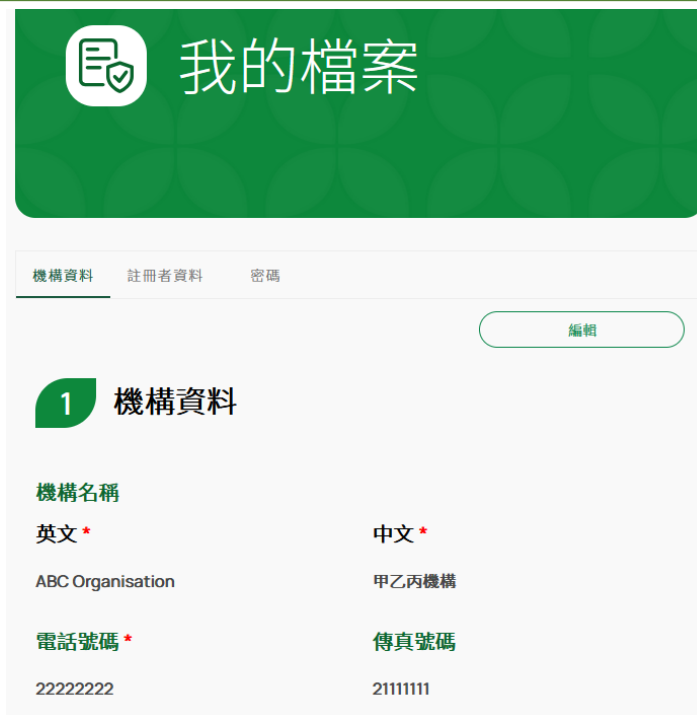 我的檔案
機構資料 註冊者資料 密碼
編輯
1 機構資料
機構名稱
英文 * 中文 *
ABC Organisation 甲乙丙機構
電話號碼 * 傳真號碼
22222222 21111111